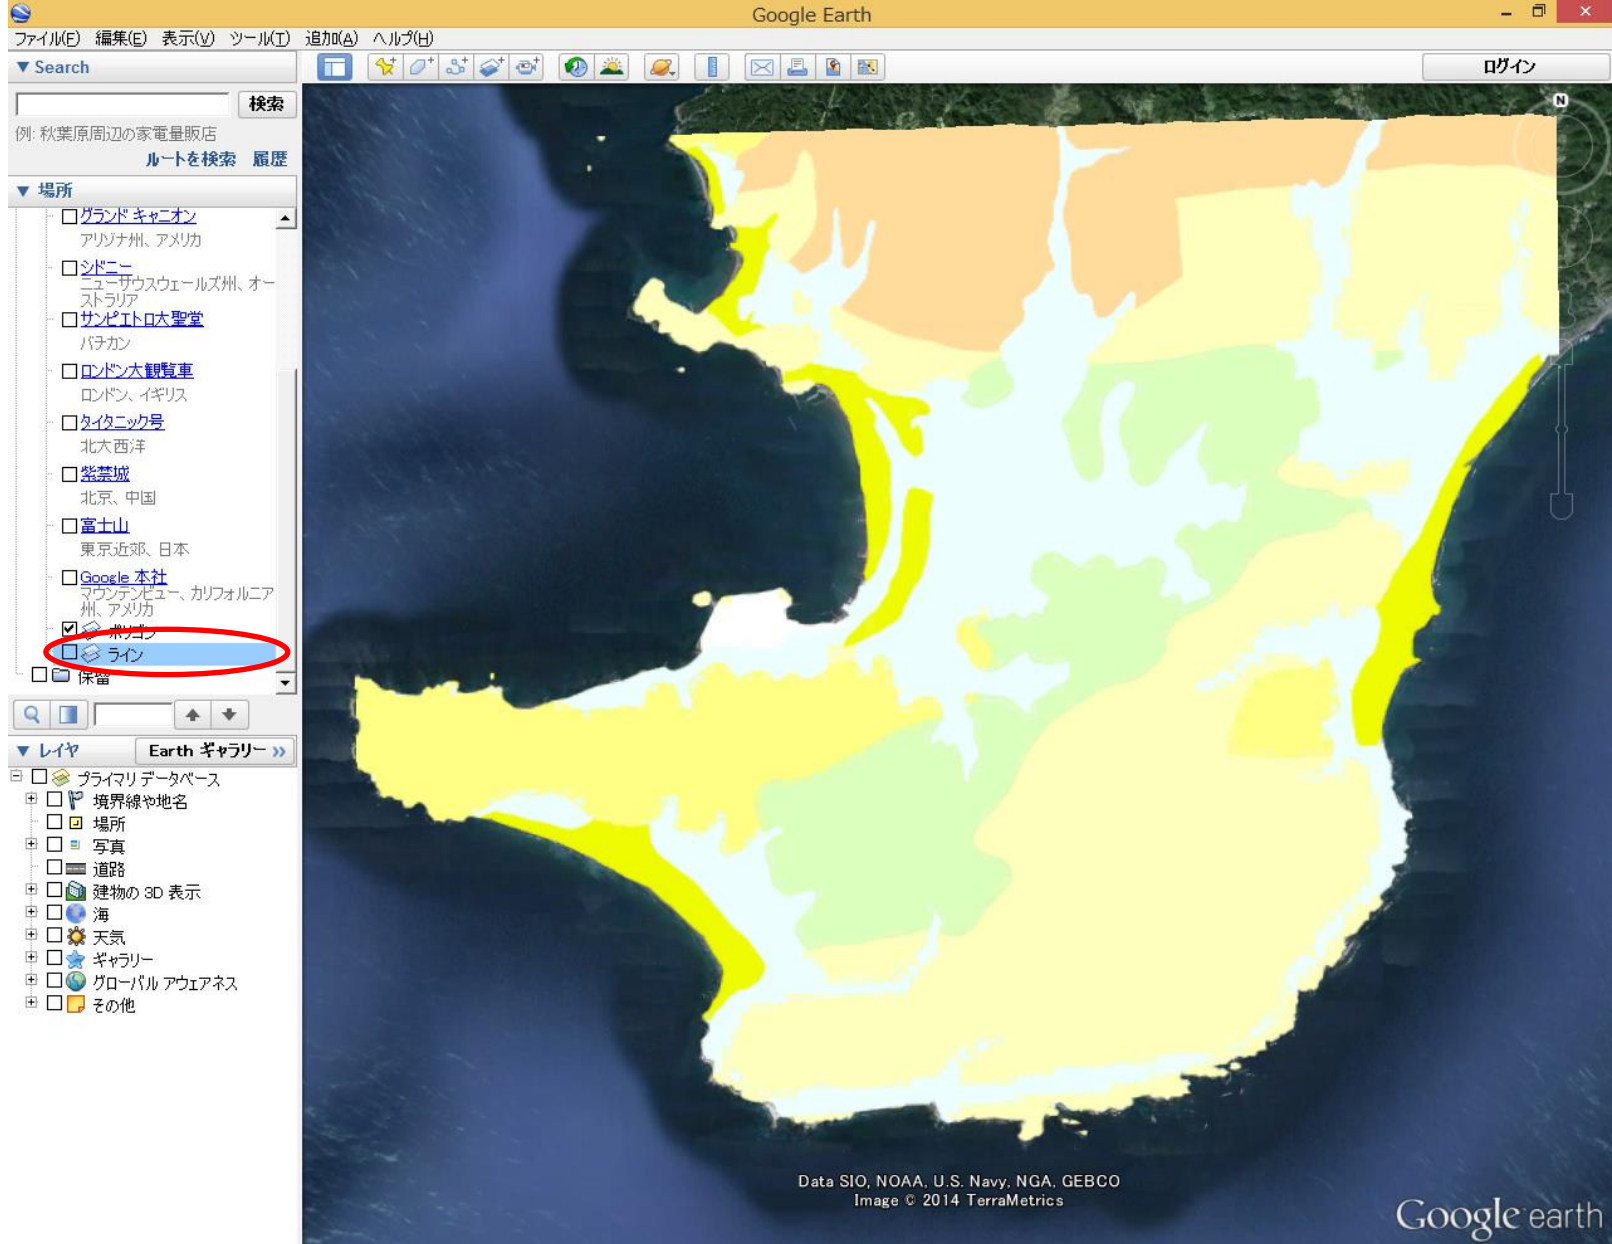 Google Earth
ファイル(F) 編集(E) 表示(V) ツール(T) 追加(A) ヘルプ(H)
▼ Search
ログイン
検索
例: 秋葉原周辺の家電量販店
ルートを検索 履歴
▼ 場所
グランド キャニオン
アリゾナ州、アメリカ
シドニー
ニューサウスウェールズ州、オー
ストラリア
サンピエトロ大聖堂
バチカン
ロンドン大観覧車
ロンドン、イギリス
タイタニック号
北大西洋
紫禁城
北京、中国
富士山
東京近郊、日本
Google 本社
マウンテンビュー、カリフォルニア
州、アメリカ
ポリゴン
ライン
保留
▼ レイヤ
Earth ギャラリー »
プライマリ データベース
境界線や地名
場所
写真
道路
建物の 3D 表示
海
天気
ギャラリー
グローバル アウェアネス
その他
N
Data SIO, NOAA, U.S. Navy, NGA, GEBCO
Image © 2014 TerraMetrics
Google earth